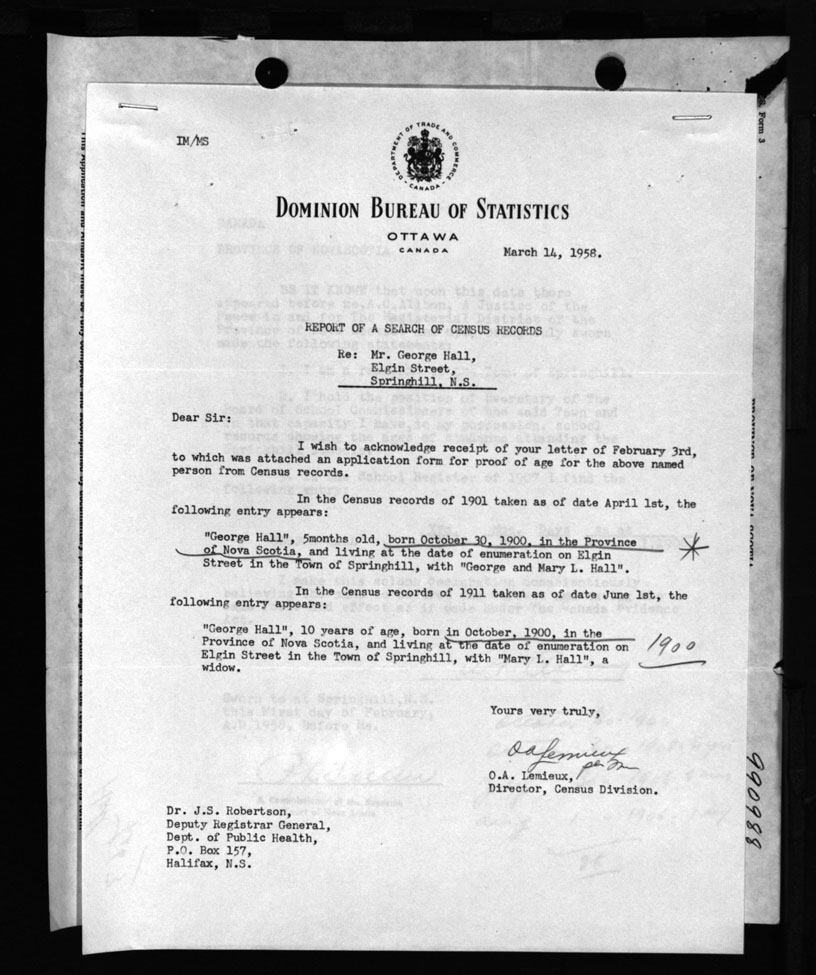 IM/MS
DEPARTMENT OF TRADE AND COMMERCE
CANADA
DOMINION BUREAU OF STATISTICS
OTTAWA
CANADA
March 14, 1958.
REPORT OF A SEARCH OF CENSUS RECORDS
Re: Mr. George Hall,
Elgin Street,
Springhill, N.S.
Dear Sir:
I wish to acknowledge receipt of your letter of February 3rd,
to which was attached an application form for proof of age for the above named
person from Census records.
In the Census records of 1901 taken as of date April 1st, the
following entry appears:
"George Hall", 5months old, born October 30, 1900, in the Province
of Nova Scotia, and living at the date of enumeration on Elgin
Street in the Town of Springhill, with "George and Mary L. Hall".
In the Census records of 1911 taken as of date June 1st, the
following entry appears:
"George Hall", 10 years of age, born in October, 1900, in the
Province of Nova Scotia, and living at the date of enumeration on
Elgin Street in the Town of Springhill, with "Mary L. Hall", a
widow.
1900
Yours very truly,
OALemieux
per
O.A. Lemieux,
Director, Census Division.
Dr. J.S. Robertson,
Deputy Registrar General,
Dept. of Public Health,
P.O. Box 157,
Halifax, N.S.
Form 3
990988